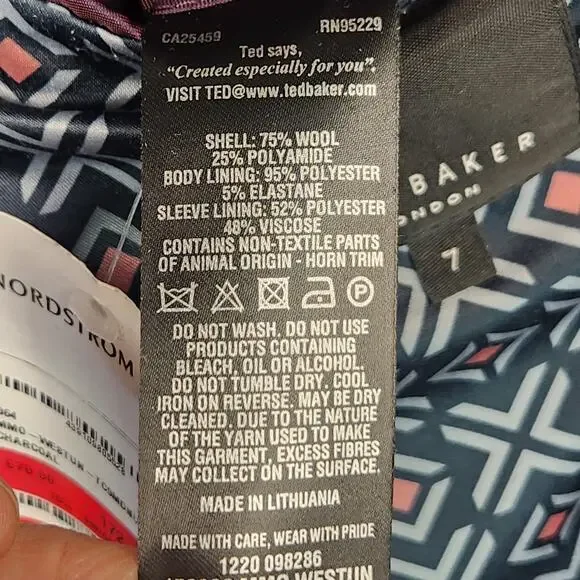 CA25459 RN95229
Ted says,
"Created especially for you".
VISIT TED@www.tedbaker.com
SHELL: 75% WOOL
25% POLYAMIDE
BODY LINING: 95% POLYESTER
5% ELASTANE
SLEEVE LINING: 52% POLYESTER
48% VISCOSE
CONTAINS NON-TEXTILE PARTS
OF ANIMAL ORIGIN - HORN TRIM
P
DO NOT WASH. DO NOT USE
PRODUCTS CONTAINING
BLEACH, OIL OR ALCOHOL.
DO NOT TUMBLE DRY. COOL
IRON ON REVERSE. MAY BE DRY
CLEANED. DUE TO THE NATURE
OF THE YARN USED TO MAKE
THIS GARMENT, EXCESS FIBRES
MAY COLLECT ON THE SURFACE.
MADE IN LITHUANIA
MADE WITH CARE, WEAR WITH PRIDE
1220 098286
WESTUN
BAKER
ONDON
7
NORDSTROM
CHARCOAL